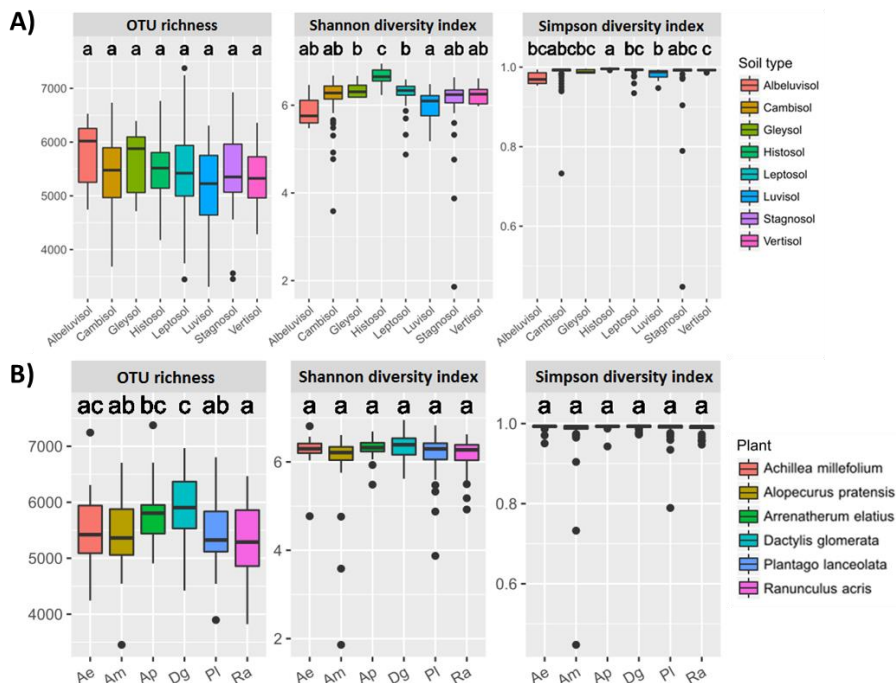 A)
OTU richness
a a a a a a a a
7000
6000
5000
4000
Albeluvisol
Cambisol
Gleysol
Histosol
Leptosol
Luvisol
Stagnosol
Vertisol
Shannon diversity index
ab ab b c b a ab ab
6
4
2
Albeluvisol
Cambisol
Gleysol
Histosol
Leptosol
Luvisol
Stagnosol
Vertisol
Simpson diversity index
bcabcbc a bc b abc c
1.0
0.8
0.6
Albeluvisol
Cambisol
Gleysol
Histosol
Leptosol
Luvisol
Stagnosol
Vertisol
Soil type
Albeluvisol
Cambisol
Gleysol
Histosol
Leptosol
Luvisol
Stagnosol
Vertisol
B)
OTU richness
ac ab bc c ab a
7000
6000
5000
4000
Ae Am Ap Dg Pl Ra
Shannon diversity index
a a a a a a
6
4
2
Ae Am Ap Dg Pl Ra
Simpson diversity index
a a a a a a
1.0
0.8
0.6
Ae Am Ap Dg Pl Ra
Plant
Achillea millefolium
Alopecurus pratensis
Arrenatherum elatius
Dactylis glomerata
Plantago lanceolata
Ranunculus acris